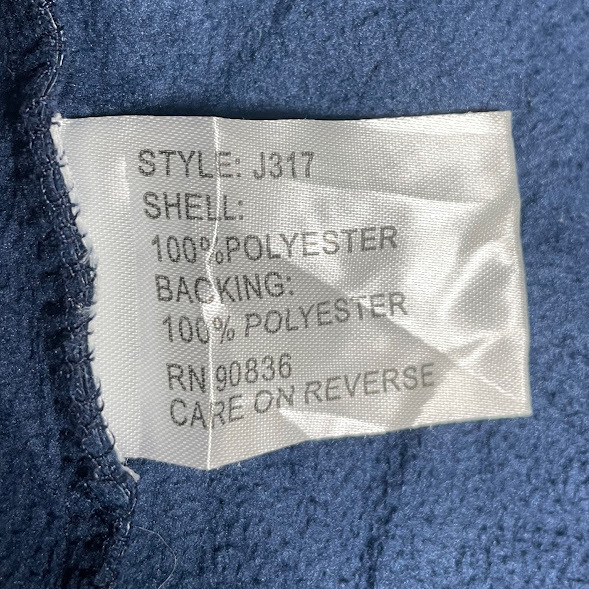 STYLE: J317
SHELL:
100%POLYESTER
BACKING:
100% POLYESTER
RN 90836
CARE ON REVERSE